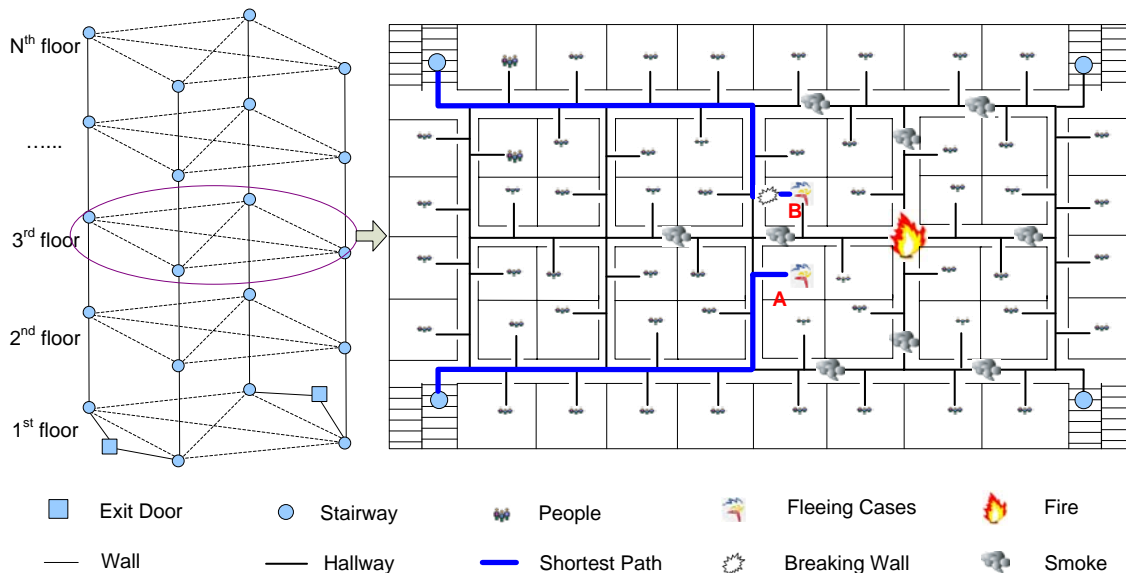 Nth floor
…...
3rd floor
2nd floor
1st floor
B
A
Exit Door
Stairway
People
Fleeing Cases
Fire
Wall
Hallway
Shortest Path
Breaking Wall
Smoke